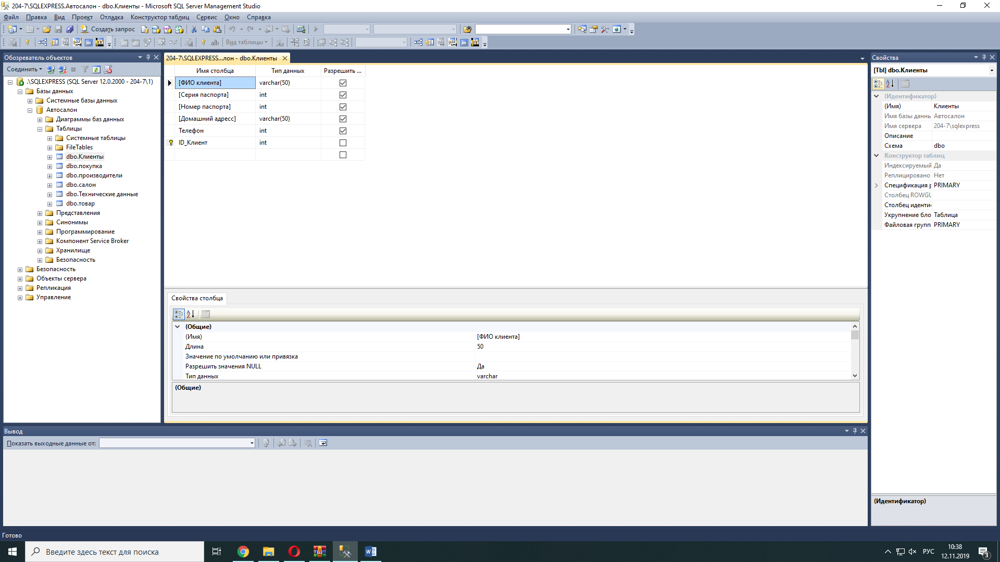 204-7\SQLEXPRESS.Автосалон - dbo.Клиенты - Microsoft SQL Server Management Studio
Файл Правка Вид Проект Отладка Конструктор таблиц Сервис Окно Справка
Создать запрос
Вид таблицы
Обозреватель объектов
Соединить
.\SQLEXPRESS (SQL Server 12.0.2000 - 204-7\1)
Базы данных
Системные базы данных
Автосалон
Диаграммы баз данных
Таблицы
Системные таблицы
FileTables
dbo.Клиенты
dbo.покупка
dbo.производители
dbo.салон
dbo.Технические данные
dbo.товар
Представления
Синонимы
Программирование
Компонент Service Broker
Хранилище
Безопасность
Безопасность
Объекты сервера
Репликация
Управление
204-7\SQLEXPRESS...лон - dbo.Клиенты
Имя столбца Тип данных Разрешить ...
[ФИО клиента] varchar(50)
[Серия паспорта] int
[Номер паспорта] int
[Домашний адресс] varchar(50)
Телефон int
ID_Клиент int
Свойства столбца
(Общие)
(Имя) [ФИО клиента]
Длина 50
Значение по умолчанию или привязка
Разрешить значения NULL Да
Тип данных varchar
(Общие)
Свойства
[Tbl] dbo.Клиенты
(Идентификатор)
(Имя) Клиенты
Имя базы данн Автосалон
Имя сервера 204-7\sqlexpress
Описание
Схема dbo
Конструктор таблиц
Индексируемый Да
Реплицировано Нет
Спецификация р PRIMARY
Столбец ROWGU
Столбец иденти
Укрупнение бло Таблица
Файловая групп PRIMARY
(Идентификатор)
Вывод
Показать выходные данные от:
Готово
Введите здесь текст для поиска
РУС
10:38
12.11.2019
3